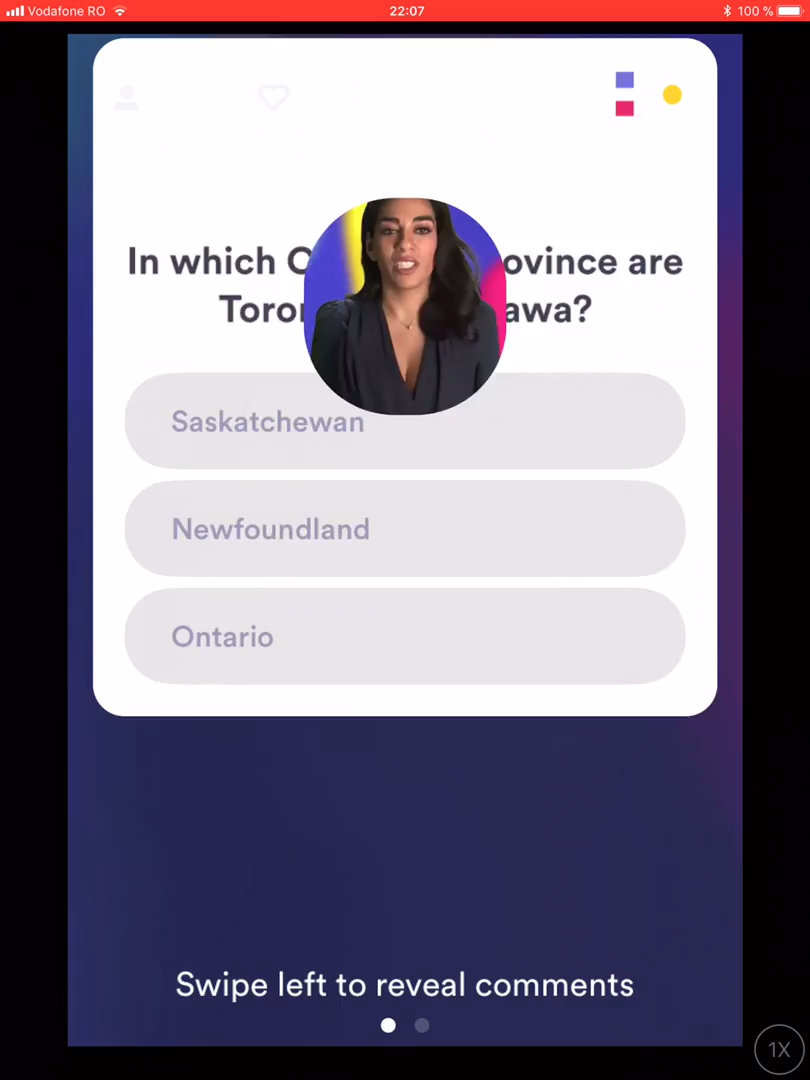 Vodafone RO 22:07 100 %
In which C ovince are
Toron awa?
Saskatchewan
Newfoundland
Ontario
Swipe left to reveal comments
1X